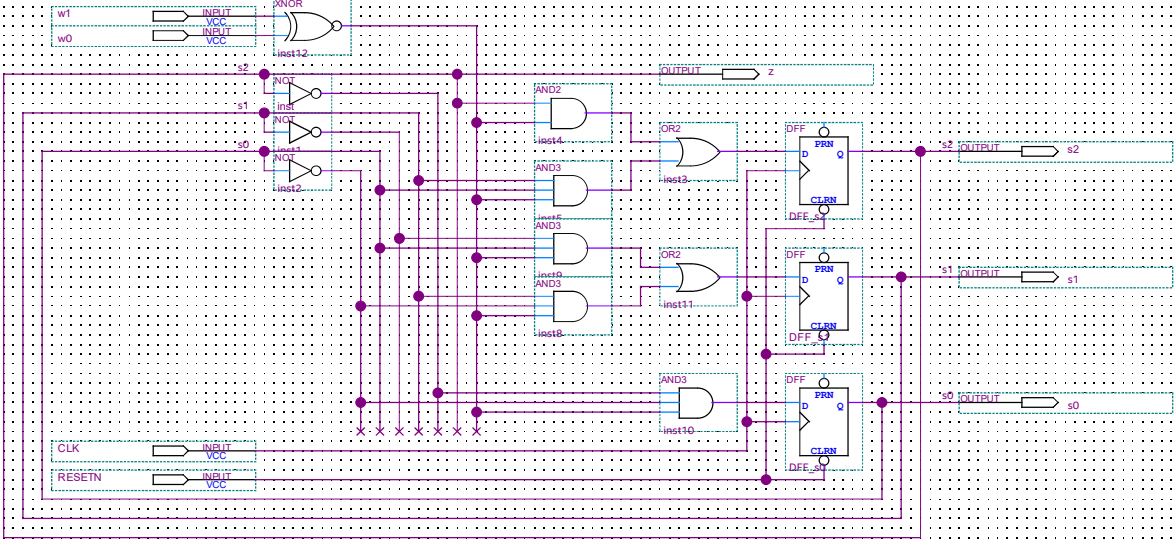 w1
INPUT
VCC
XNOR
w0
INPUT
VCC
inst12
s2
NOT
inst
OUTPUT
z
s1
NOT
inst1
AND2
inst4
s0
NOT
inst2
OR2
inst3
DFF
PRN
D
Q
CLRN
DFF_s2
s2
OUTPUT
s2
AND3
inst5
AND3
inst9
OR2
inst11
DFF
PRN
D
Q
CLRN
DFF_s1
s1
OUTPUT
s1
AND3
inst8
AND3
inst10
DFF
PRN
D
Q
CLRN
DFF_s0
s0
OUTPUT
s0
CLK
INPUT
VCC
RESETN
INPUT
VCC